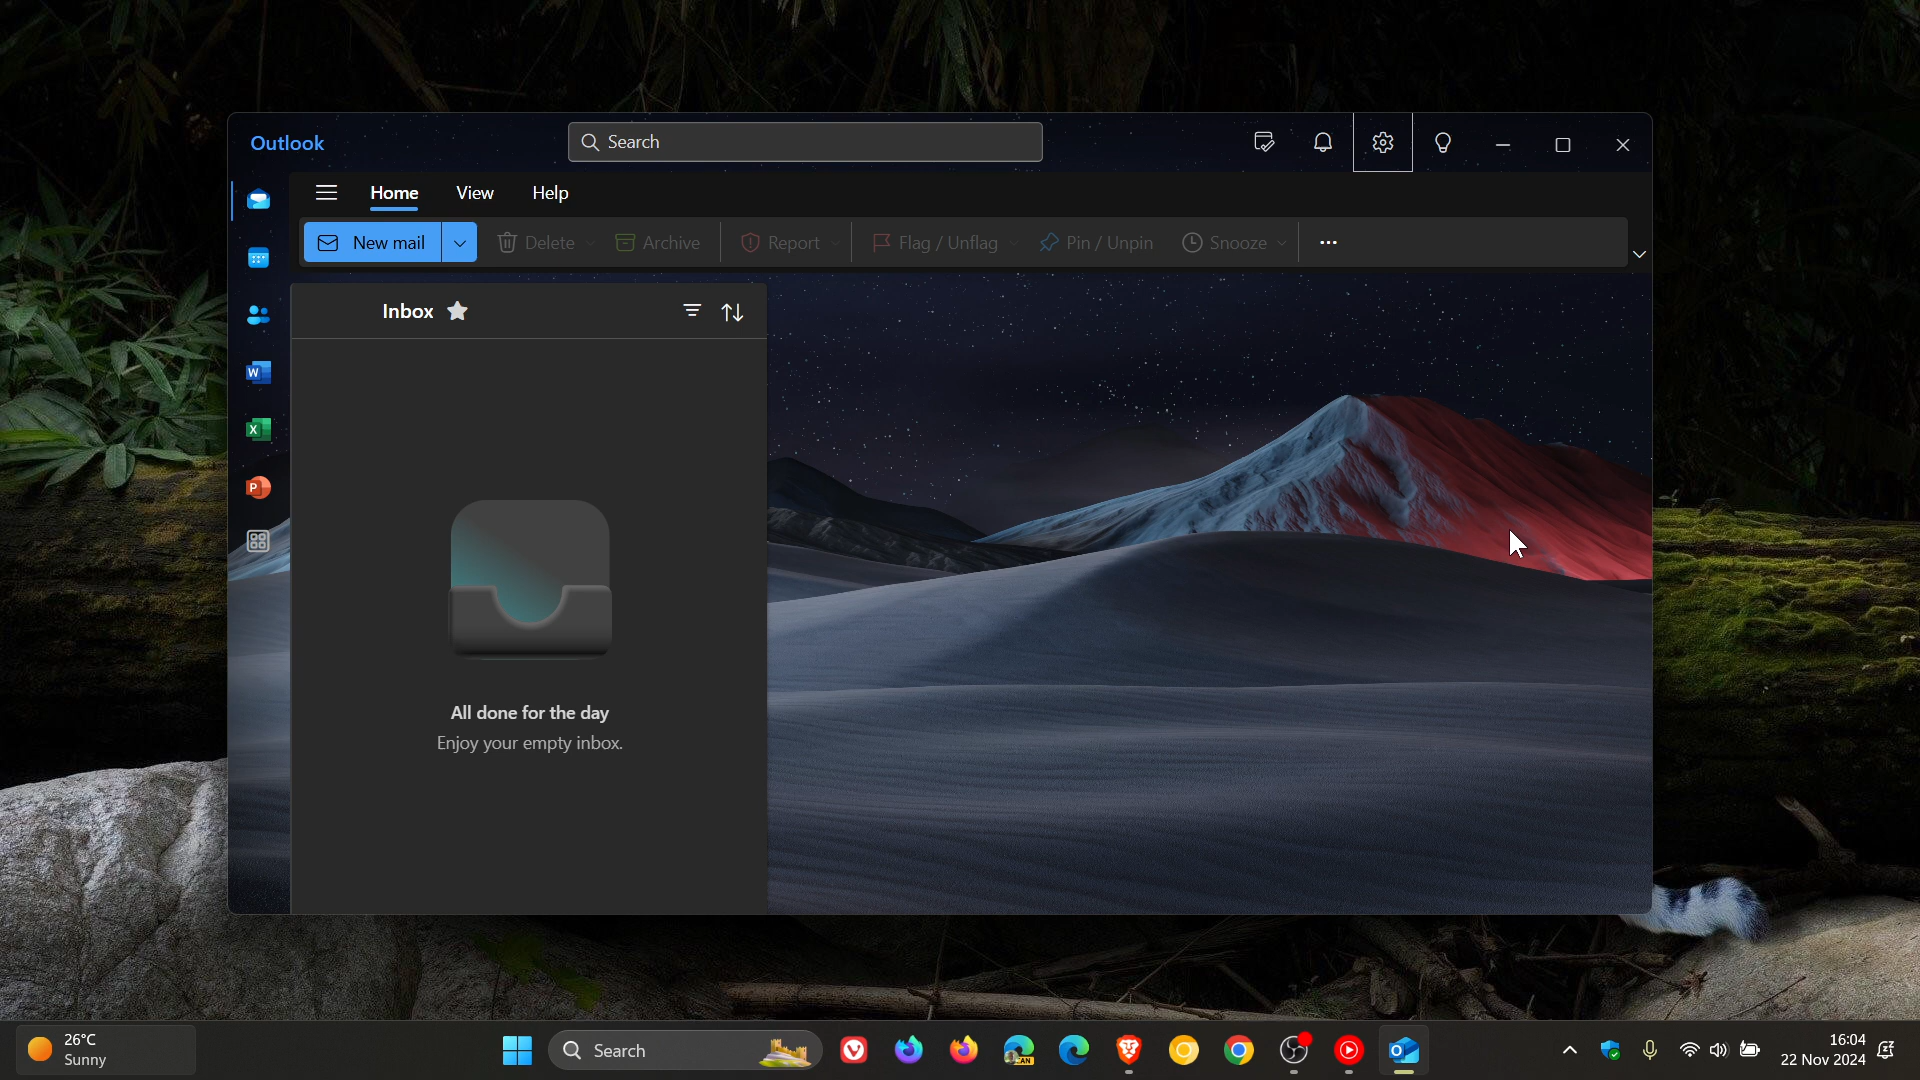 Outlook
Search
Home View Help
New mail Delete Archive Report Flag / Unflag Pin / Unpin Snooze ...
Inbox
All done for the day
Enjoy your empty inbox.
26°C
Sunny
Search
16:04
22 Nov 2024